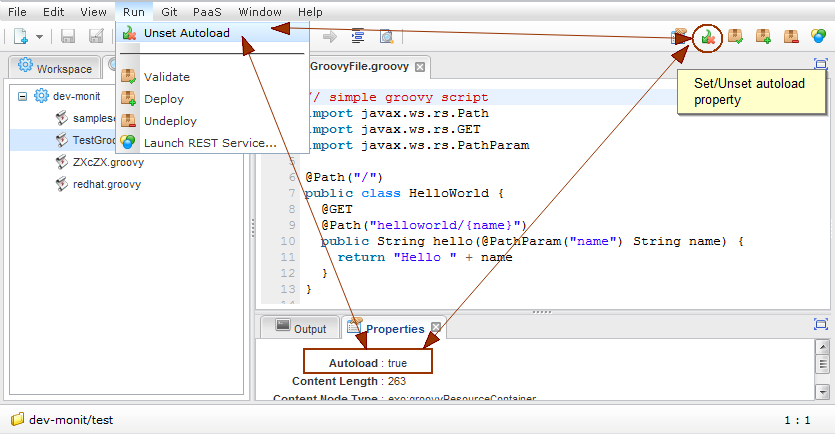 File Edit View Run Git PaaS Window Help
Unset Autoload
Validate
Deploy
Undeploy
Launch REST Service...
Set/Unset autoload
property
Workspace
dev-monit
TestGroo
ZXcZX.groovy
redhat.groovy
GroovyFile.groovy
// simple groovy script
import javax.ws.rs.Path
import javax.ws.rs.GET
import javax.ws.rs.PathParam
5
6 @Path("/")
7 public class HelloWorld {
8 @GET
9 @Path("helloworld/{name}")
10 public String hello(@PathParam("name") String name) {
11 return "Hello " + name
12 }
13 }
Output Properties
Autoload : true
Content Length : 263
Content Node Type : exo:groovyResourceContainer
dev-monit/test 1 : 1